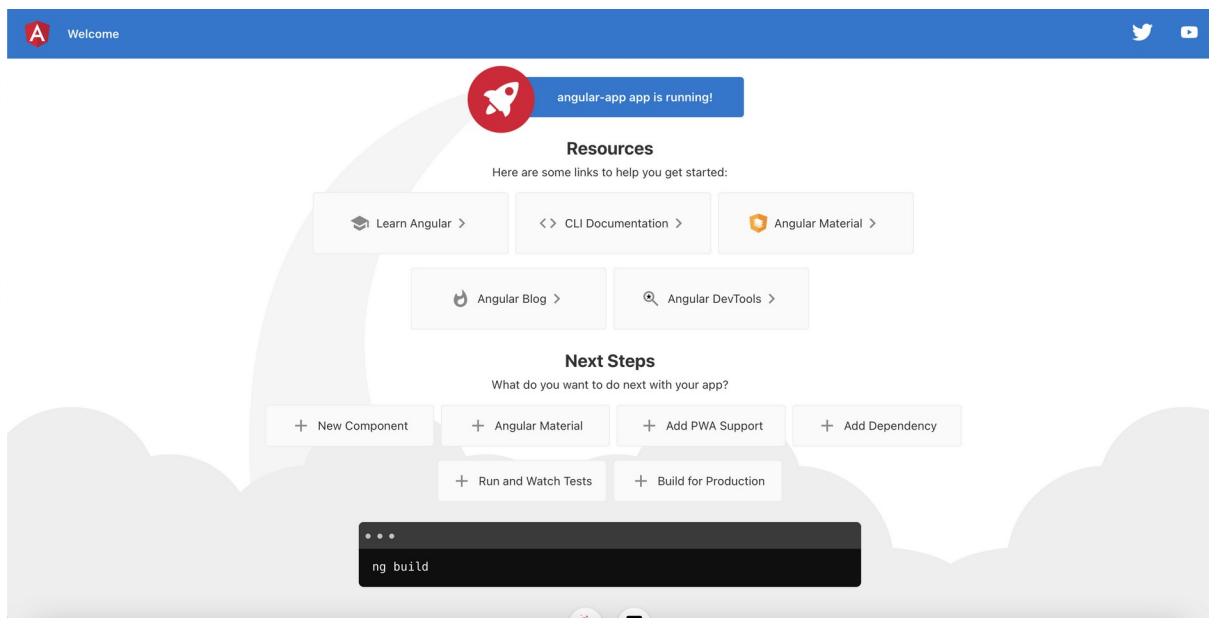 Welcome
angular-app app is running!
Resources
Here are some links to help you get started:
Learn Angular
CLI Documentation
Angular Material
Angular Blog
Angular DevTools
Next Steps
What do you want to do next with your app?
New Component
Angular Material
Add PWA Support
Add Dependency
Run and Watch Tests
Build for Production
ng build